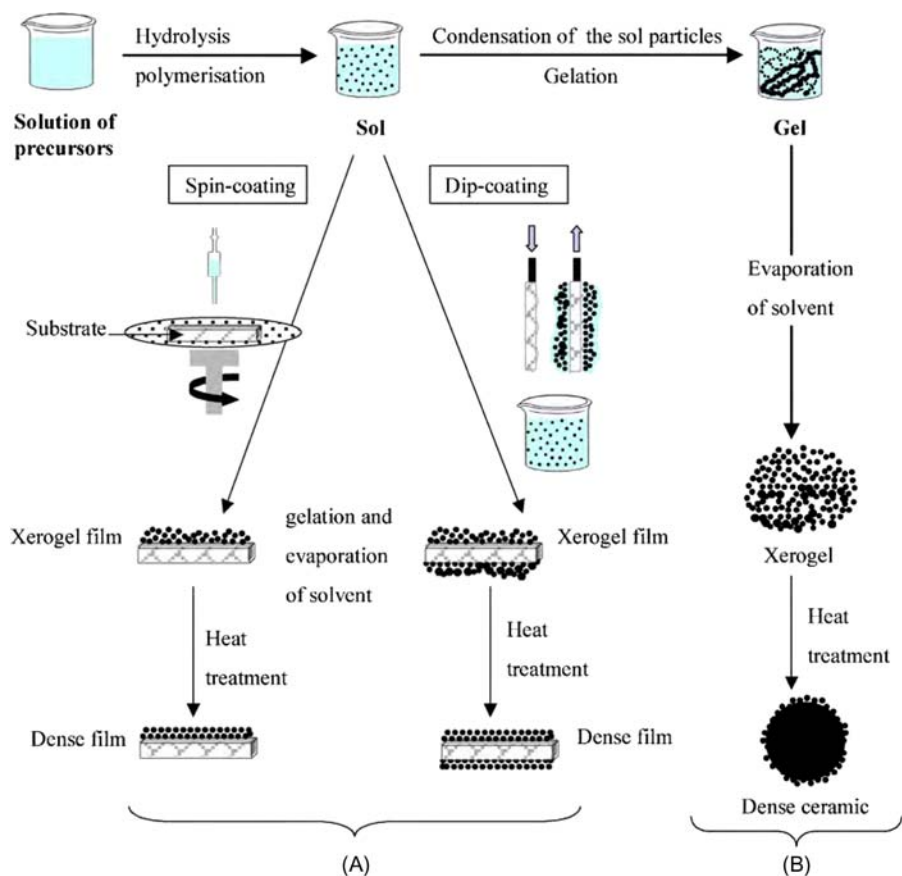 Hydrolysis
polymerisation
Condensation of the sol particles
Gelation
Solution of
precursors
Sol
Gel
Spin-coating
Dip-coating
Substrate
Evaporation
of solvent
Xerogel film
gelation and
evaporation
of solvent
Xerogel film
Xerogel
Heat
treatment
Heat
treatment
Heat
treatment
Dense film
Dense film
Dense ceramic
(A)
(B)